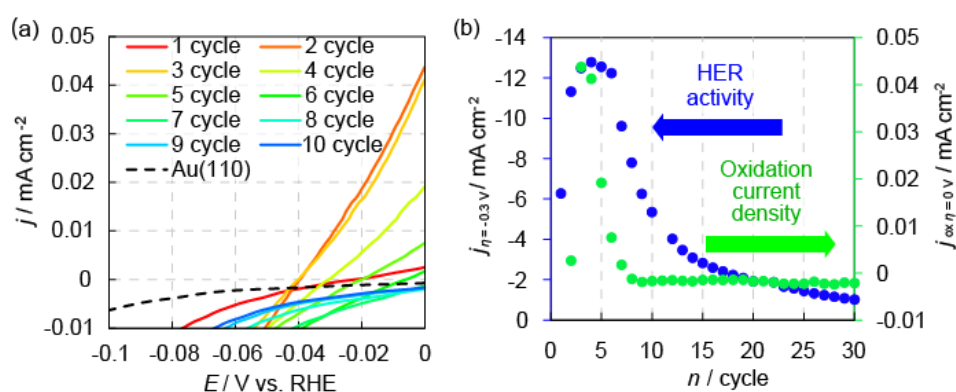 (a)
0.05
0.04
0.03
0.02
0.01
0
-0.01
j / mA cm-2
1 cycle
2 cycle
3 cycle
4 cycle
5 cycle
6 cycle
7 cycle
8 cycle
9 cycle
10 cycle
Au(110)
-0.1 -0.08 -0.06 -0.04 -0.02 0
E / V vs. RHE
(b)
-14
-12
-10
-8
-6
-4
-2
0
jη=-0.3 V / mA cm-2
HER
activity
Oxidation
current
density
0.05
0.04
0.03
0.02
0.01
0
-0.01
j ox η=0 V / mA cm-2
0 5 10 15 20 25 30
n / cycle